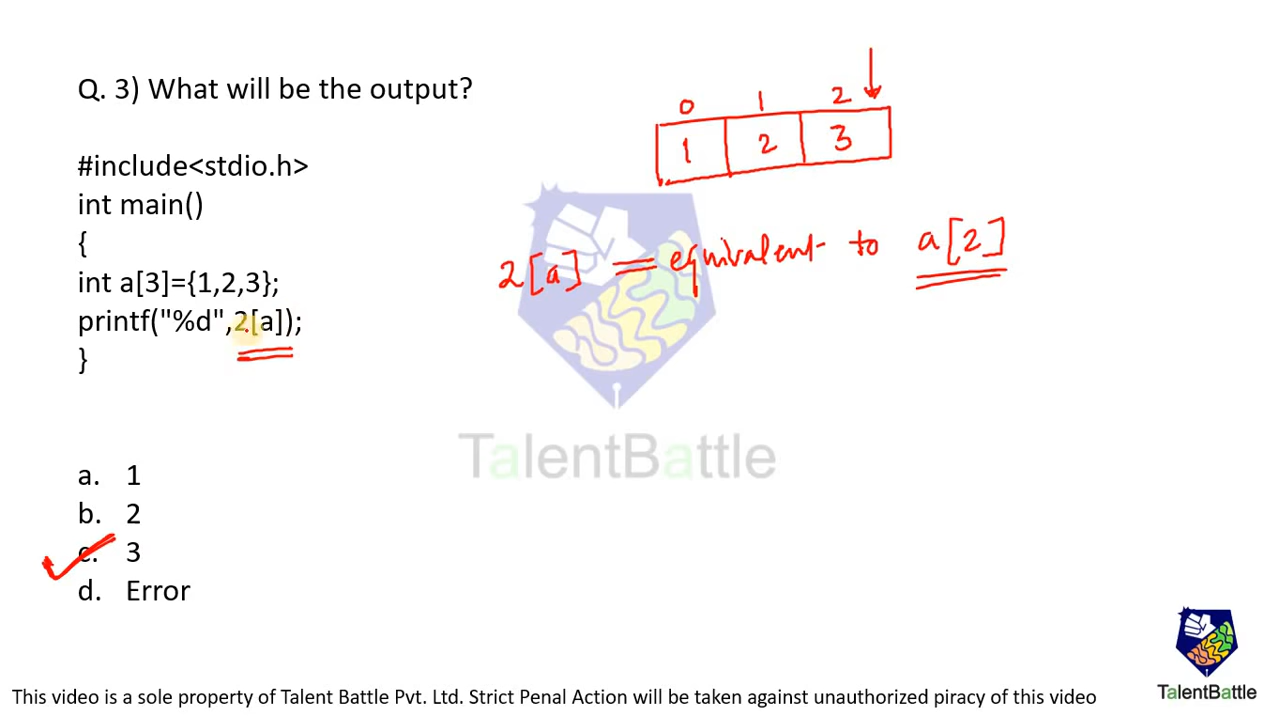 Q. 3) What will be the output?
0 1 2
1 2 3
#include<stdio.h>
int main()
{
int a[3]={1,2,3};
printf("%d",2[a]);
}
2[a] = equivalent to a[2]
TalentBattle
a. 1
b. 2
c. 3
d. Error
TalentBattle
This video is a sole property of Talent Battle Pvt. Ltd. Strict Penal Action will be taken against unauthorized piracy of this video